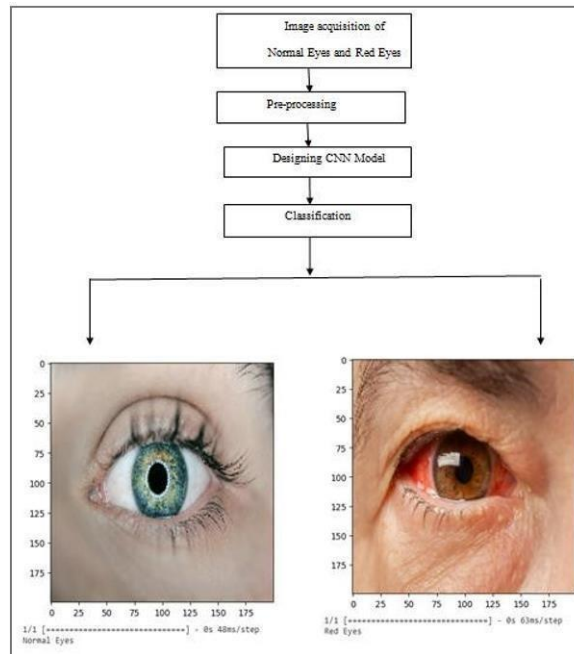 Image acquisition of
Normal Eyes and Red Eyes
Pre-processing
Designing CNN Model
Classification
0
25
50
75
100
125
150
175
0 25 50 75 100 125 150 175
1/1 [==============================] - 0s 48ms/step
Normal Eyes
0
25
50
75
100
125
150
175
0 25 50 75 100 125 150 175
1/1 [==============================] - 0s 63ms/step
Red Eyes